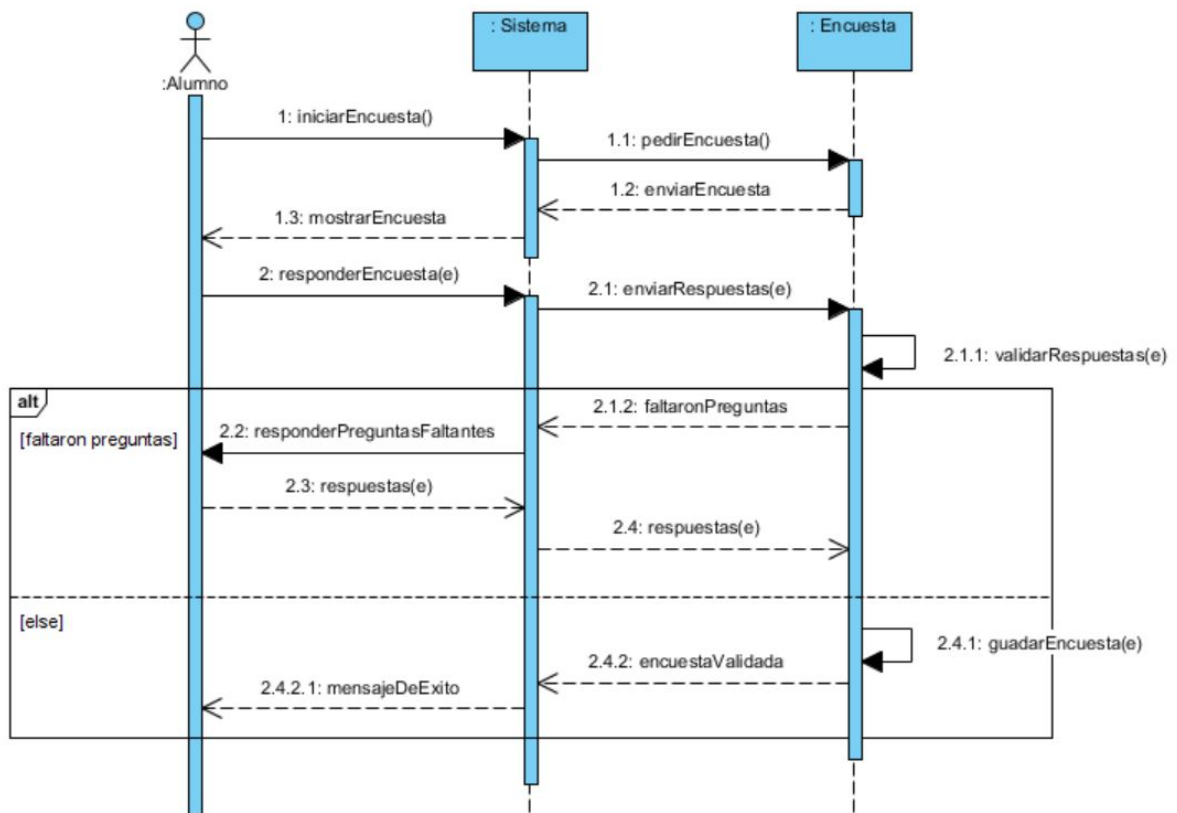 : Sistema
: Encuesta
:Alumno
1: iniciarEncuesta()
1.1: pedirEncuesta()
1.2: enviarEncuesta
1.3: mostrarEncuesta
2: responderEncuesta(e)
2.1: enviarRespuestas(e)
2.1.1: validarRespuestas(e)
alt
[faltaron preguntas]
2.1.2: faltaronPreguntas
2.2: responderPreguntasFaltantes
2.3: respuestas(e)
2.4: respuestas(e)
[else]
2.4.1: guadarEncuesta(e)
2.4.2: encuestaValidada
2.4.2.1: mensajeDeExito